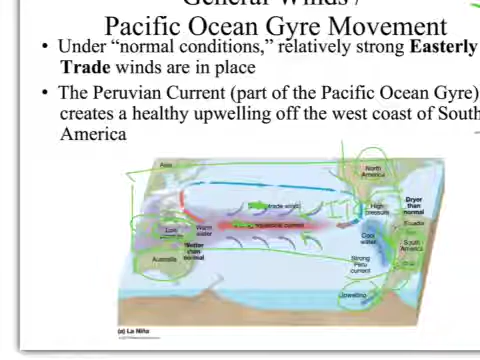 General Winds /
Pacific Ocean Gyre Movement
• Under “normal conditions,” relatively strong Easterly
Trade winds are in place
• The Peruvian Current (part of the Pacific Ocean Gyre)
creates a healthy upwelling off the west coast of South
America
Asia
North
America
trade winds
High
pressure
Dryer
than
normal
Ecuador
Low
Warm
water
equatorial current
Wetter
than
normal
Cool
water
South
America
Australia
Strong
Peru
current
Upwelling
(a) La Niña